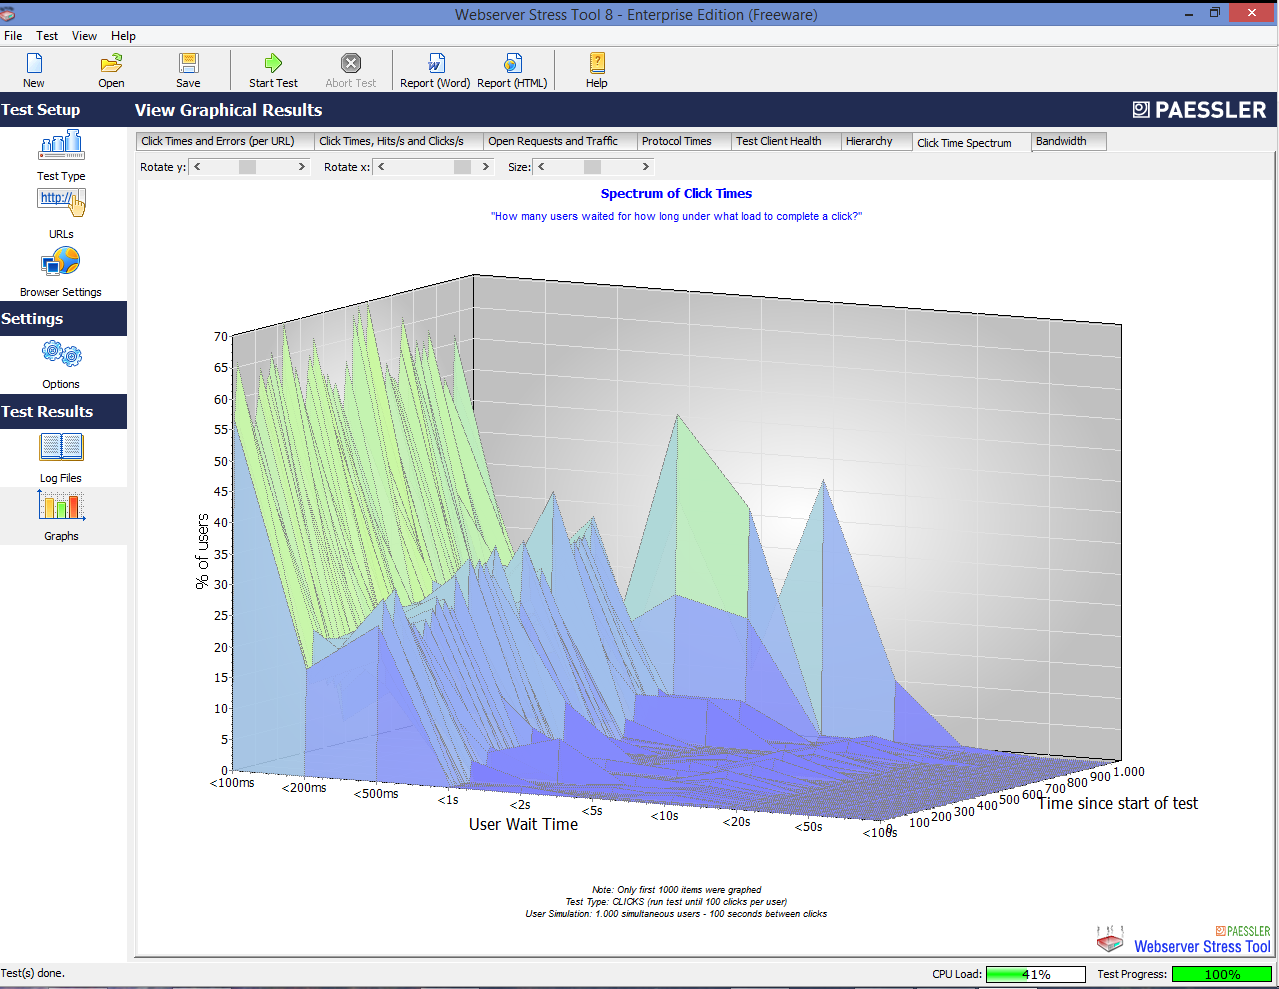 Webserver Stress Tool 8 - Enterprise Edition (Freeware)
File Test View Help
New Open Save Start Test Abort Test Report (Word) Report (HTML) Help
Test Setup
View Graphical Results
PAESSLER
Click Times and Errors (per URL) Click Times, Hits/s and Clicks/s Open Requests and Traffic Protocol Times Test Client Health Hierarchy Click Time Spectrum Bandwidth
Rotate y: Rotate x: Size:
Test Type
http://
URLs
Browser Settings
Settings
Options
Test Results
Log Files
Graphs
Spectrum of Click Times
"How many users waited for how long under what load to complete a click?"
70
65
60
55
50
45
40
35
30
25
20
15
10
5
0
% of users
<100ms <200ms <500ms <1s <2s <5s <10s <20s <50s <100s
User Wait Time
0 100 200 300 400 500 600 700 800 900 1.000
Time since start of test
Note: Only first 1000 items were graphed
Test Type: CLICKS (run test until 100 clicks per user)
User Simulation: 1.000 simultaneous users - 100 seconds between clicks
PAESSLER
Webserver Stress Tool
Test(s) done.
CPU Load: 41% Test Progress: 100%